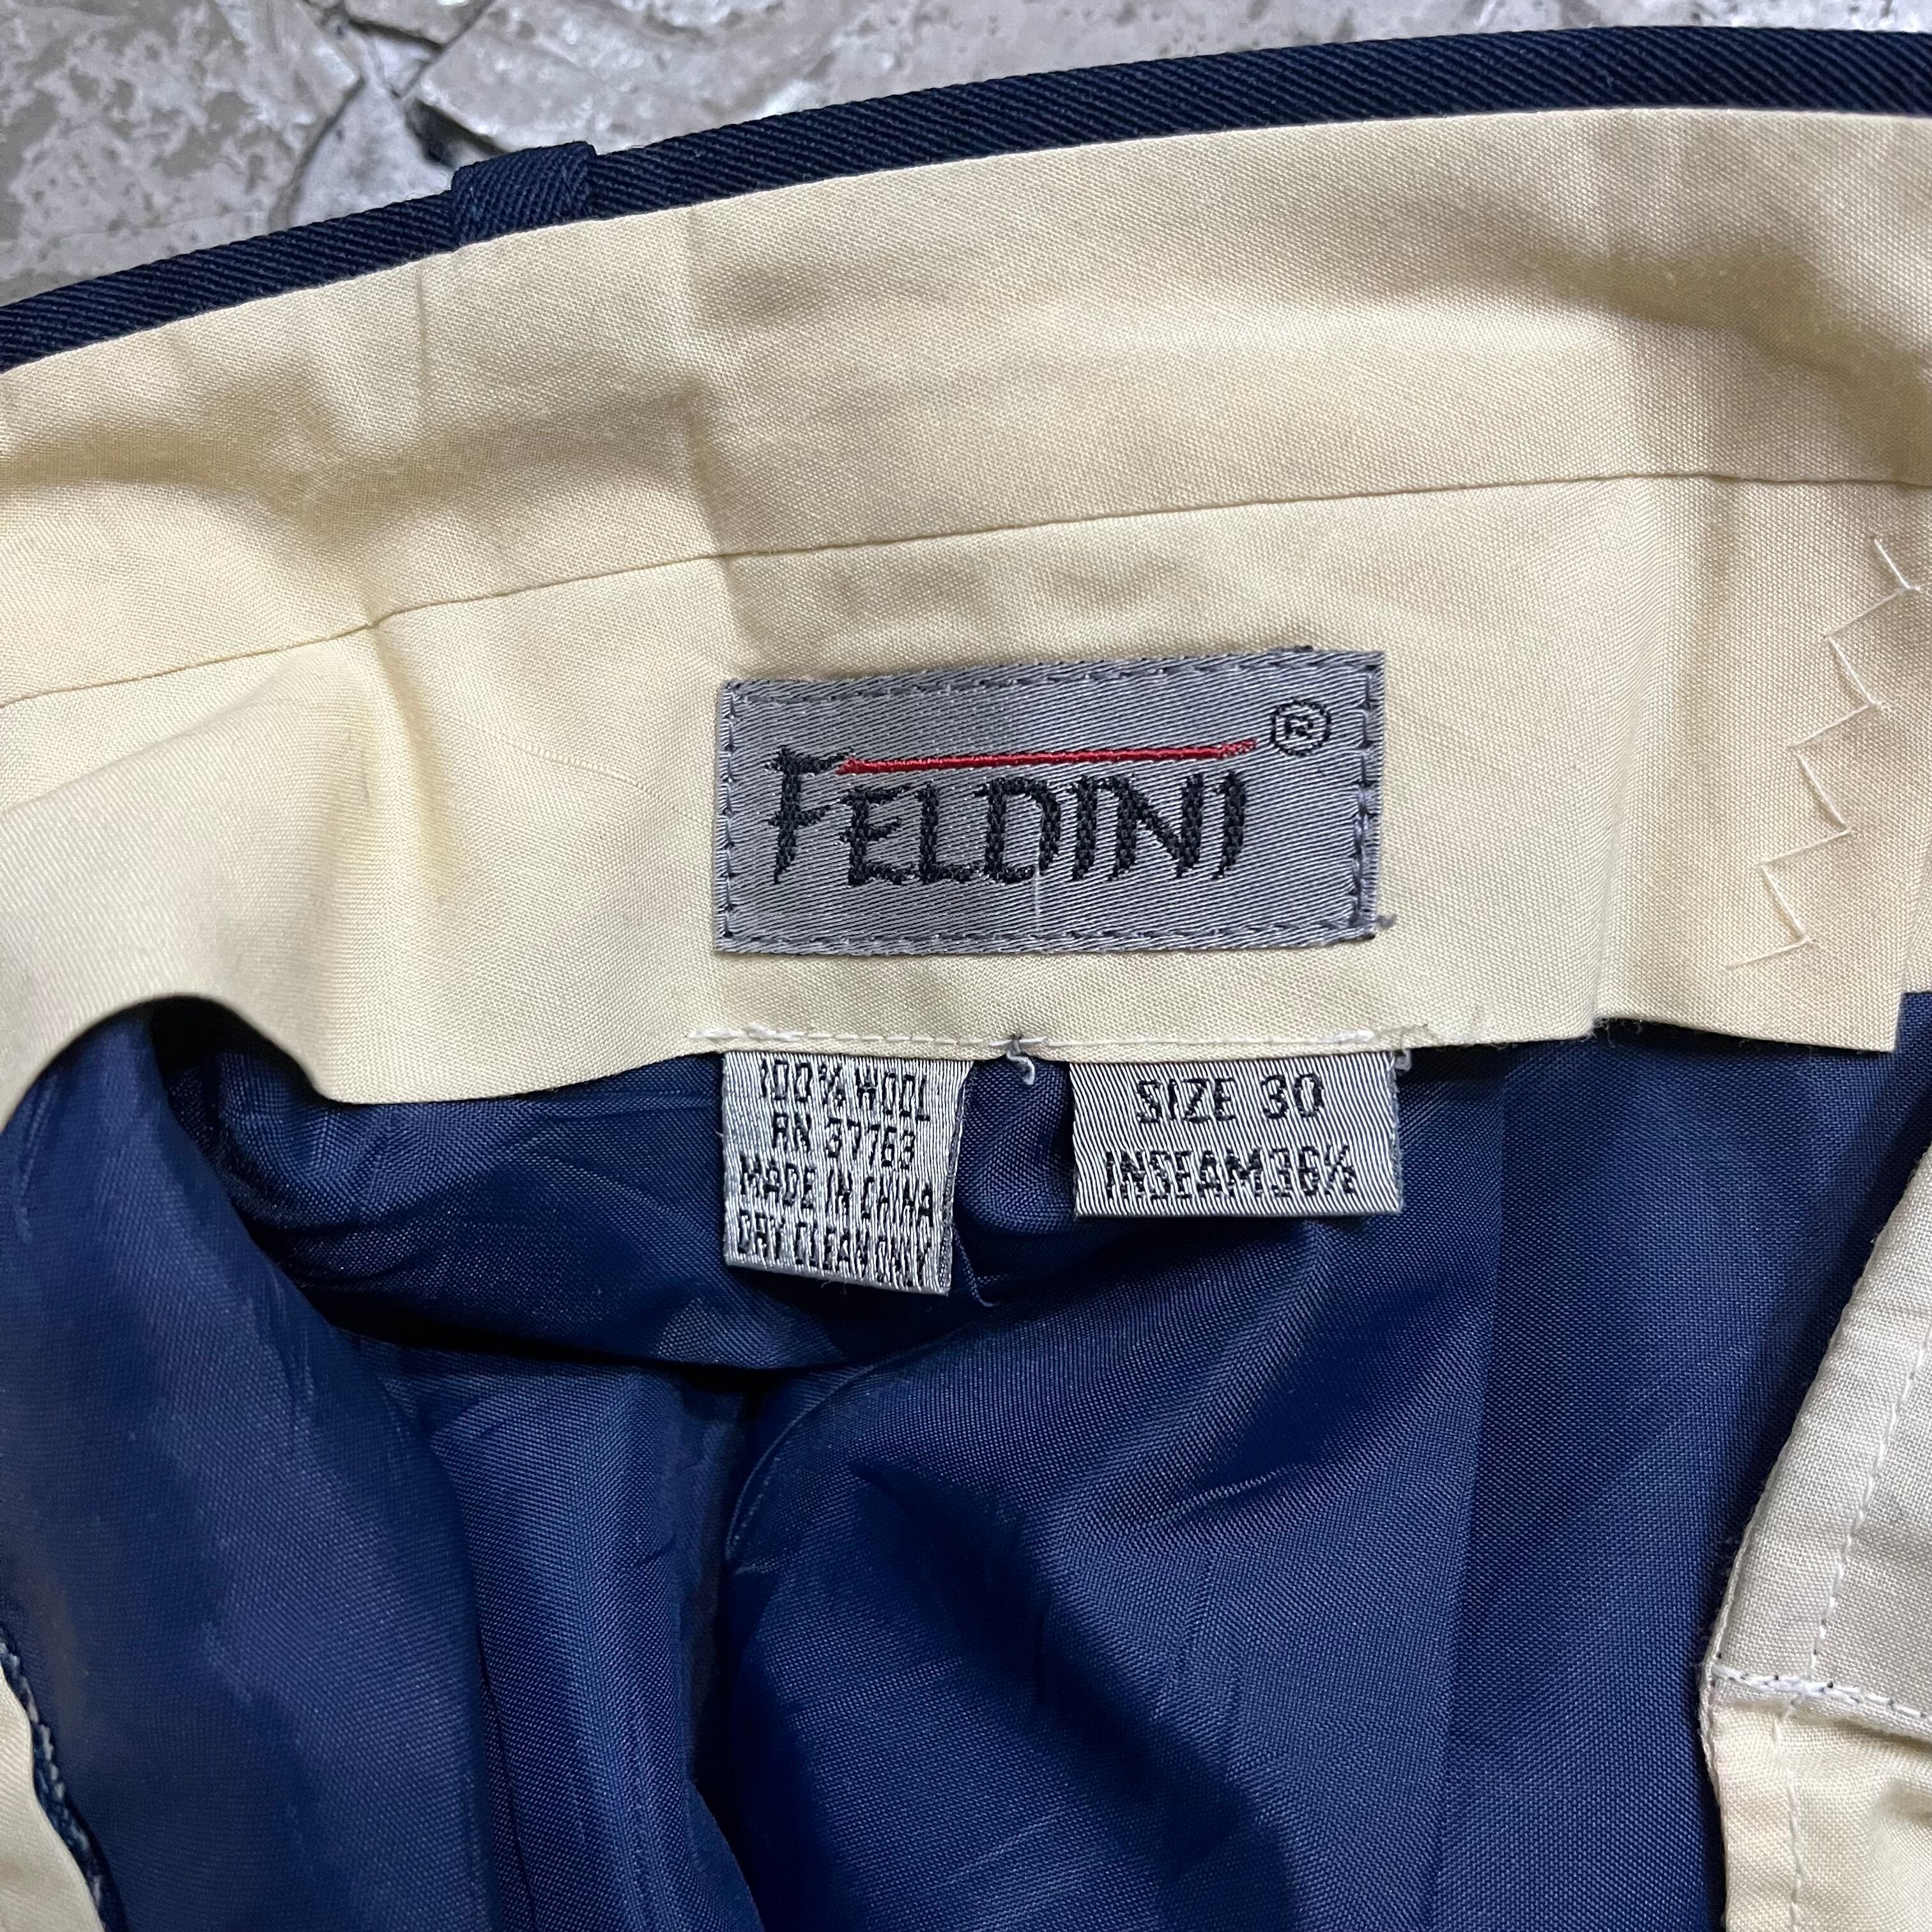 FELDINI ®
100% WOOL
RN 37763
MADE IN CHINA
DRY CLEAN ONLY
SIZE 30
INSEAM 36½